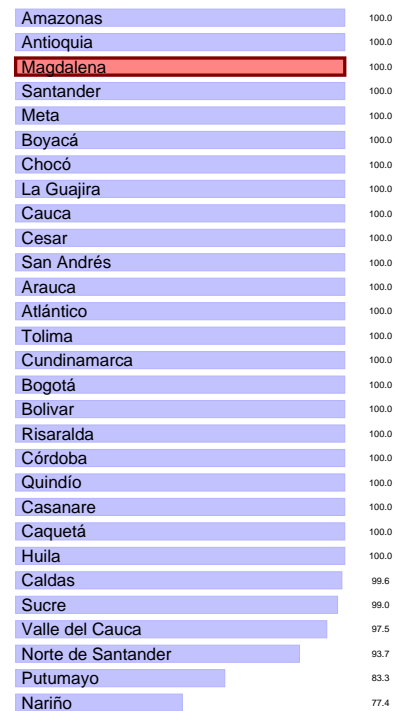 Amazonas 100.0
Antioquia 100.0
Magdalena 100.0
Santander 100.0
Meta 100.0
Boyacá 100.0
Chocó 100.0
La Guajira 100.0
Cauca 100.0
Cesar 100.0
San Andrés 100.0
Arauca 100.0
Atlántico 100.0
Tolima 100.0
Cundinamarca 100.0
Bogotá 100.0
Bolivar 100.0
Risaralda 100.0
Córdoba 100.0
Quindío 100.0
Casanare 100.0
Caquetá 100.0
Huila 100.0
Caldas 99.6
Sucre 99.0
Valle del Cauca 97.5
Norte de Santander 93.7
Putumayo 83.3
Nariño 77.4